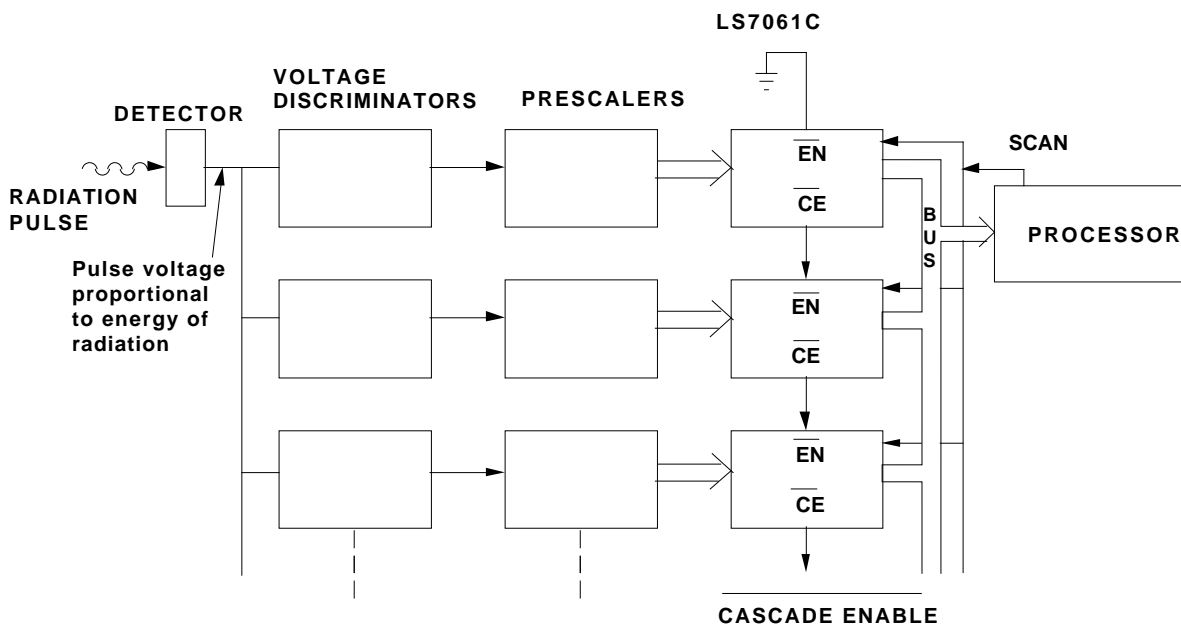 LS7061C
VOLTAGE
DISCRIMINATORS
PRESCALERS
DETECTOR
RADIATION
PULSE
Pulse voltage
proportional
to energy of
radiation
EN
CE
EN
CE
EN
CE
BUS
SCAN
PROCESSOR
CASCADE ENABLE